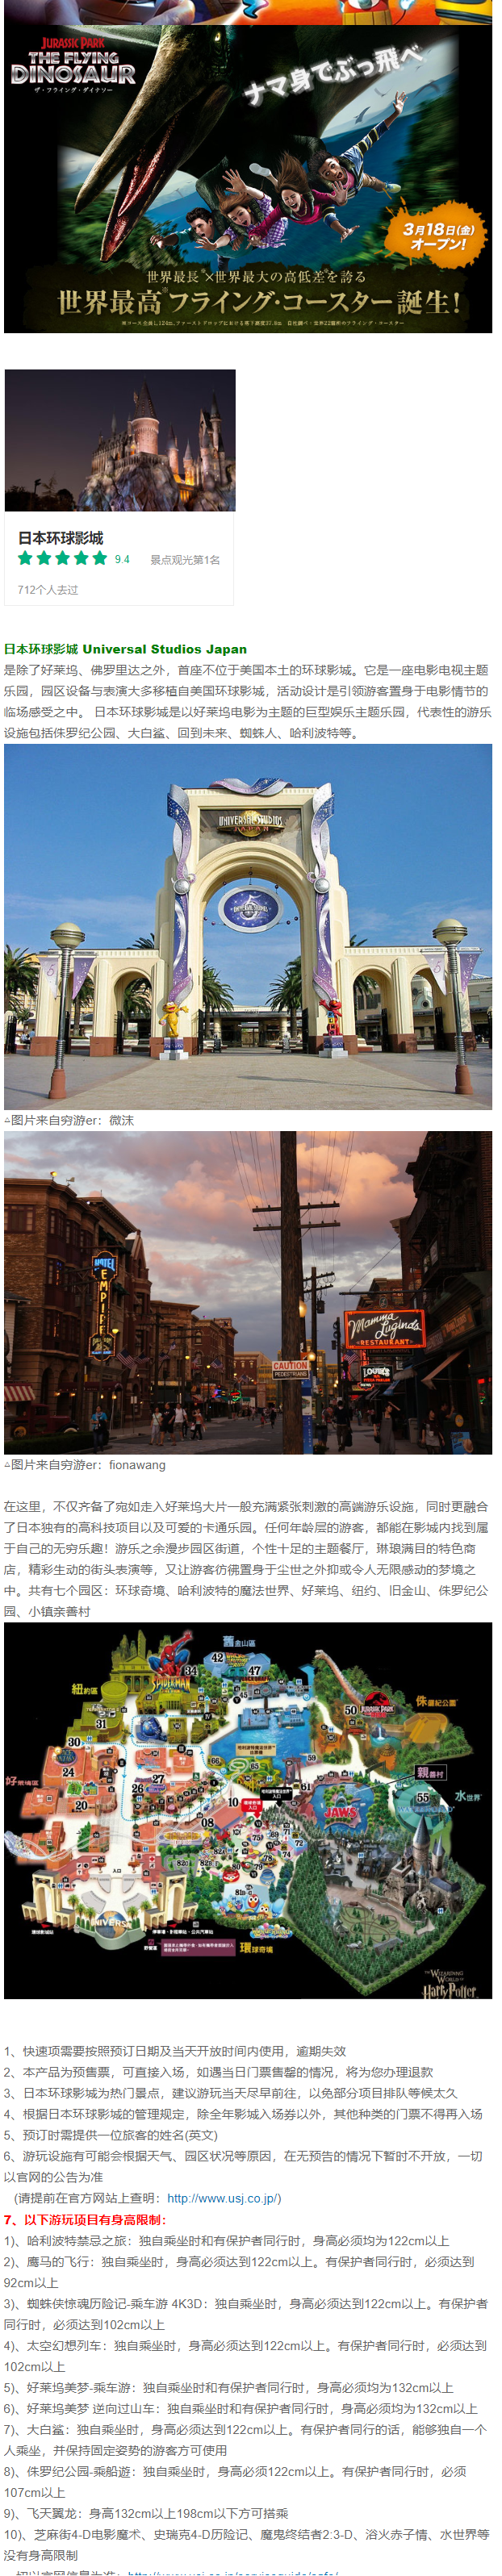 JURASSIC PARK
THE FLYING
DINOSAUR
ザ・フライング・ダイナソー
ナマ身でぶっ飛べ
3月18日(金)
オープン!
世界最長×世界最大の高低差を誇る
世界最高※フライング・コースター誕生!
日本环球影城
9.4
景点观光第1名
712个人去过
日本环球影城 Universal Studios Japan
是除了好莱坞、佛罗里达之外，首座不位于美国本土的环球影城。它是一座电影电视主题
乐园，园区设备与表演大多移植自美国环球影城，活动设计是引领游客置身于电影情节的
临场感受之中。 日本环球影城是以好莱坞电影为主题的巨型娱乐主题乐园，代表性的游乐
设施包括侏罗纪公园、大白鲨、回到未来、蜘蛛人、哈利波特等。
UNIVERSAL STUDIOS
JAPAN
△图片来自穷游er：微沫
HOTEL
EMPIRE
Mamma
Luiginds
RESTAURANT
CAUTION
PEDESTRIANS
LOUIE'S
△图片来自穷游er：fionawang
在这里，不仅齐备了宛如走入好莱坞大片一般充满紧张刺激的高端游乐设施，同时更融合
了日本独有的高科技项目以及可爱的卡通乐园。任何年龄层的游客，都能在影城内找到属
于自己的无穷乐趣！游乐之余漫步园区街道，个性十足的主题餐厅，琳琅满目的特色商
店，精彩生动的街头表演等，又让游客仿佛置身于尘世之外抑或令人无限感动的梦境之
中。共有七个园区：环球奇境、哈利波特的魔法世界、好莱坞、纽约、旧金山、侏罗纪公
园、小镇亲善村
舊金山區
34
SPIDERMAN
42
47
紐約區
31
30
24
好萊塢區
20
26
27
50
JURASSIC PARK
侏羅紀公園
親善村
55
水世界
59
61
65
66
10
08
JAWS
75
69
71
72
74
78
79
80
81
82
入口
環球奇境
THE WIZARDING
WORLD OF
Harry Potter
1、快速项需要按照预订日期及当天开放时间内使用，逾期失效
2、本产品为预售票，可直接入场，如遇当日门票售罄的情况，将为您办理退款
3、日本环球影城为热门景点，建议游玩当天尽早前往，以免部分项目排队等候太久
4、根据日本环球影城的管理规定，除全年影城入场券以外，其他种类的门票不得再入场
5、预订时需提供一位旅客的姓名(英文)
6、游玩设施有可能会根据天气、园区状况等原因，在无预告的情况下暂时不开放，一切
以官网的公告为准
(请提前在官方网站上查明：http://www.usj.co.jp/)
7、以下游玩项目有身高限制：
1)、哈利波特禁忌之旅：独自乘坐时和有保护者同行时，身高必须均为122cm以上
2)、鹰马的飞行：独自乘坐时，身高必须达到122cm以上。有保护者同行时，必须达到
92cm以上
3)、蜘蛛侠惊魂历险记-乘车游 4K3D：独自乘坐时，身高必须达到122cm以上。有保护者
同行时，必须达到102cm以上
4)、太空幻想列车：独自乘坐时，身高必须达到122cm以上。有保护者同行时，必须达到
102cm以上
5)、好莱坞美梦-乘车游：独自乘坐时和有保护者同行时，身高必须均为132cm以上
6)、好莱坞美梦 逆向过山车：独自乘坐时和有保护者同行时，身高必须均为132cm以上
7)、大白鲨：独自乘坐时，身高必须达到122cm以上。有保护者同行的话，能够独自一个
人乘坐，并保持固定姿势的游客方可使用
8)、侏罗纪公园-乘船遊：独自乘坐时，身高必须122cm以上。有保护者同行时，必须
107cm以上
9)、飞天翼龙：身高132cm以上198cm以下方可搭乘
10)、芝麻街4-D电影魔术、史瑞克4-D历险记、魔鬼终结者2:3-D、浴火赤子情、水世界等
没有身高限制